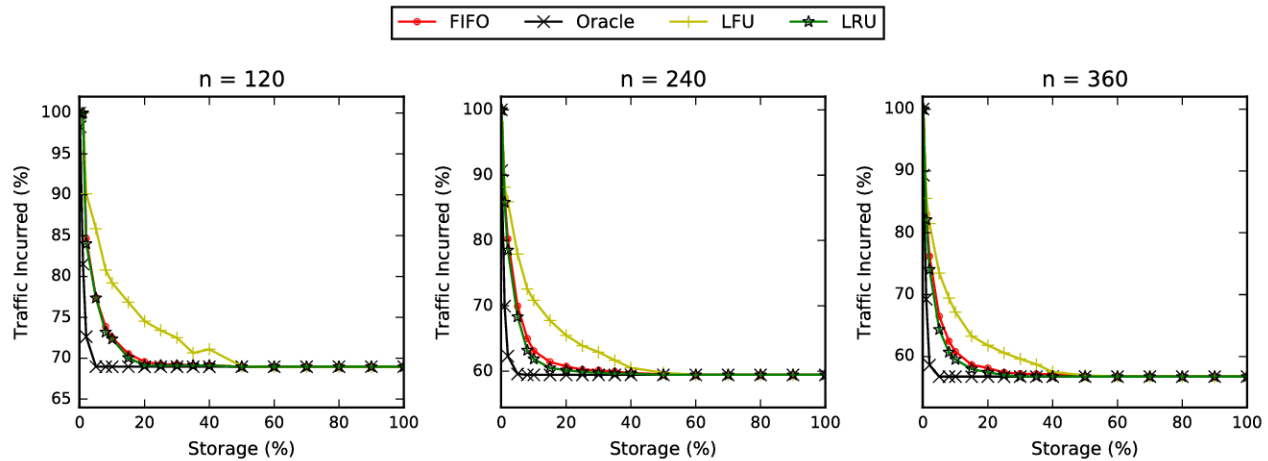 FIFO Oracle LFU LRU
n = 120
100
95
90
85
80
75
70
65
0 20 40 60 80 100
Traffic Incurred (%)
Storage (%)
n = 240
100
90
80
70
60
0 20 40 60 80 100
Traffic Incurred (%)
Storage (%)
n = 360
100
90
80
70
60
0 20 40 60 80 100
Traffic Incurred (%)
Storage (%)